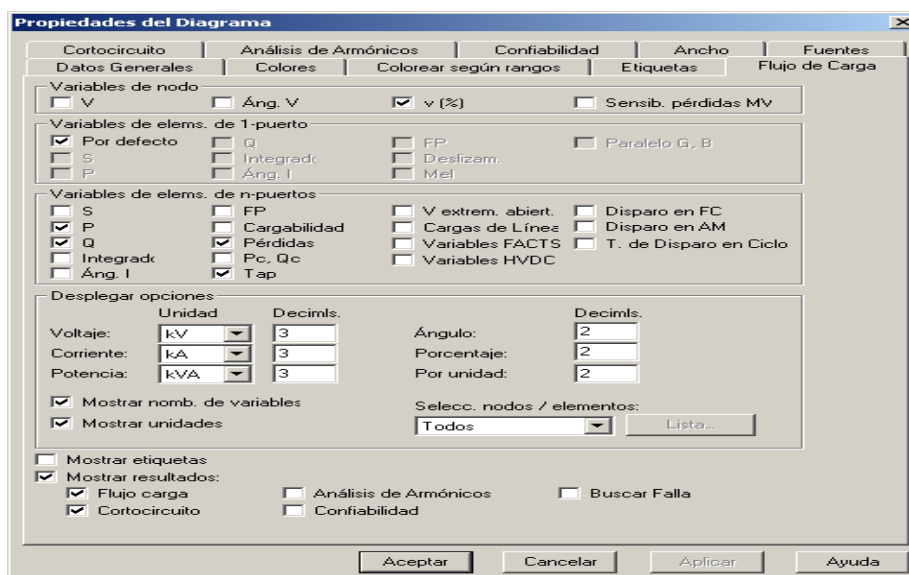 Propiedades del Diagrama
Cortocircuito Análisis de Armónicos Confiabilidad Ancho Fuentes
Datos Generales Colores Colorear según rangos Etiquetas Flujo de Carga
Variables de nodo
V Áng. V v (%) Sensib. pérdidas MV
Variables de elems. de 1-puerto
Por defecto Q FP Paralelo G, B
S Integrado Deslizam.
P Áng. I Mel
Variables de elems. de n-puertos
S FP V extrem. abiert. Disparo en FC
P Cargabilidad Cargas de Línea Disparo en AM
Q Pérdidas Variables FACTS T. de Disparo en Ciclo
Integrado Pc, Qc Variables HVDC
Áng. I Tap
Desplegar opciones
Unidad Decimls. Decimls.
Voltaje: kV 3 Ángulo: 2
Corriente: kA 3 Porcentaje: 2
Potencia: kVA 3 Por unidad: 2
Mostrar nomb. de variables Selecc. nodos / elementos:
Mostrar unidades Todos Lista...
Mostrar etiquetas
Mostrar resultados:
Flujo carga Análisis de Armónicos Buscar Falla
Cortocircuito Confiabilidad
Aceptar Cancelar Aplicar Ayuda